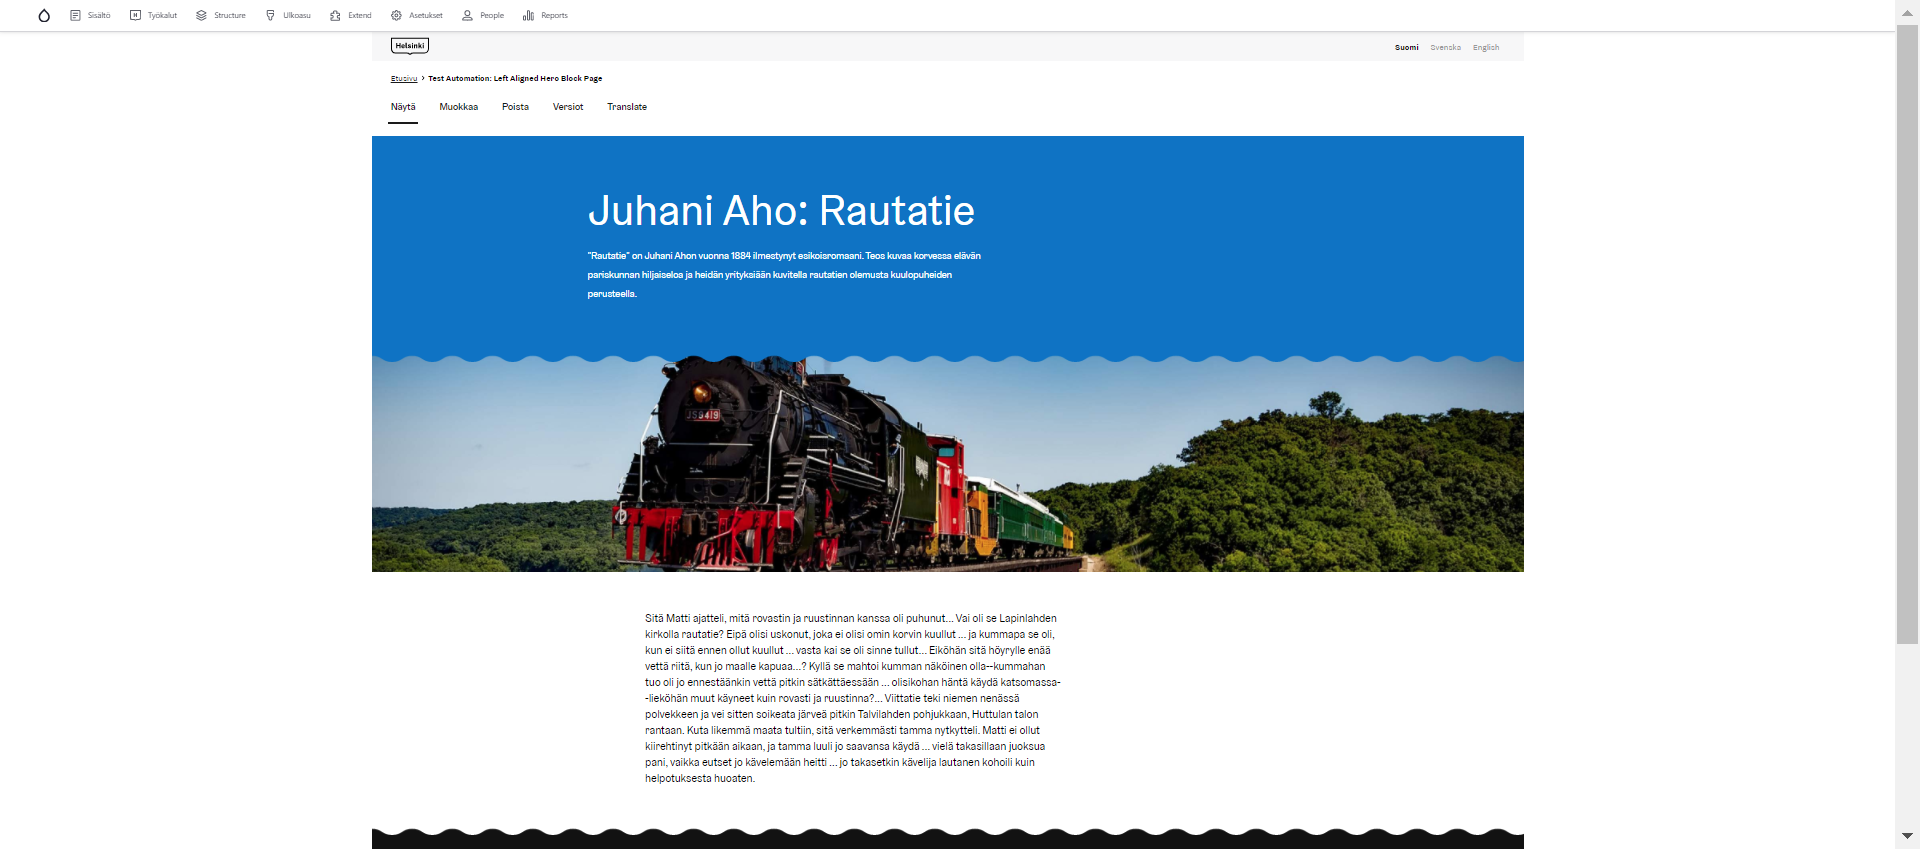 Sisältö Työkalut Structure Ulkoasu Extend Asetukset People Reports
Helsinki
Suomi Svenska English
Etusivu > Test Automation: Left Aligned Hero Block Page
Näytä Muokkaa Poista Versiot Translate
Juhani Aho: Rautatie
"Rautatie" on Juhani Ahon vuonna 1884 ilmestynyt esikoisromaani. Teos kuvaa korvessa elävän
pariskunnan hiljaiseloa ja heidän yrityksiään kuvitella rautatien olemusta kuulopuheiden
perusteella.
JS8419
Sitä Matti ajatteli, mitä rovastin ja ruustinnan kanssa oli puhunut... Vai oli se Lapinlahden
kirkolla rautatie? Eipä olisi uskonut, joka ei olisi omin korvin kuullut ... ja kummapa se oli,
kun ei siitä ennen ollut kuullut ... vasta kai se oli sinne tullut... Eiköhän sitä höyrylle enää
vettä riitä, kun jo maalle kapuaa...? Kyllä se mahtoi kumman näköinen olla--kummahan
tuo oli jo ennestäänkin vettä pitkin sätkättäessään ... olisikohan häntä käydä katsomassa-
-lieköhän muut käyneet kuin rovasti ja ruustinna?... Viittatie teki niemen nenässä
polvekkeen ja vei sitten soikeata järveä pitkin Talvilahden pohjukkaan, Huttulan talon
rantaan. Kuta likemmä maata tultiin, sitä verkemmästi tamma nytkytteli. Matti ei ollut
kiirehtinyt pitkään aikaan, ja tamma luuli jo saavansa käydä ... vielä takasillaan juoksua
pani, vaikka eutset jo kävelemään heitti ... jo takasetkin kävelija lautanen kohoili kuin
helpotuksesta huoaten.